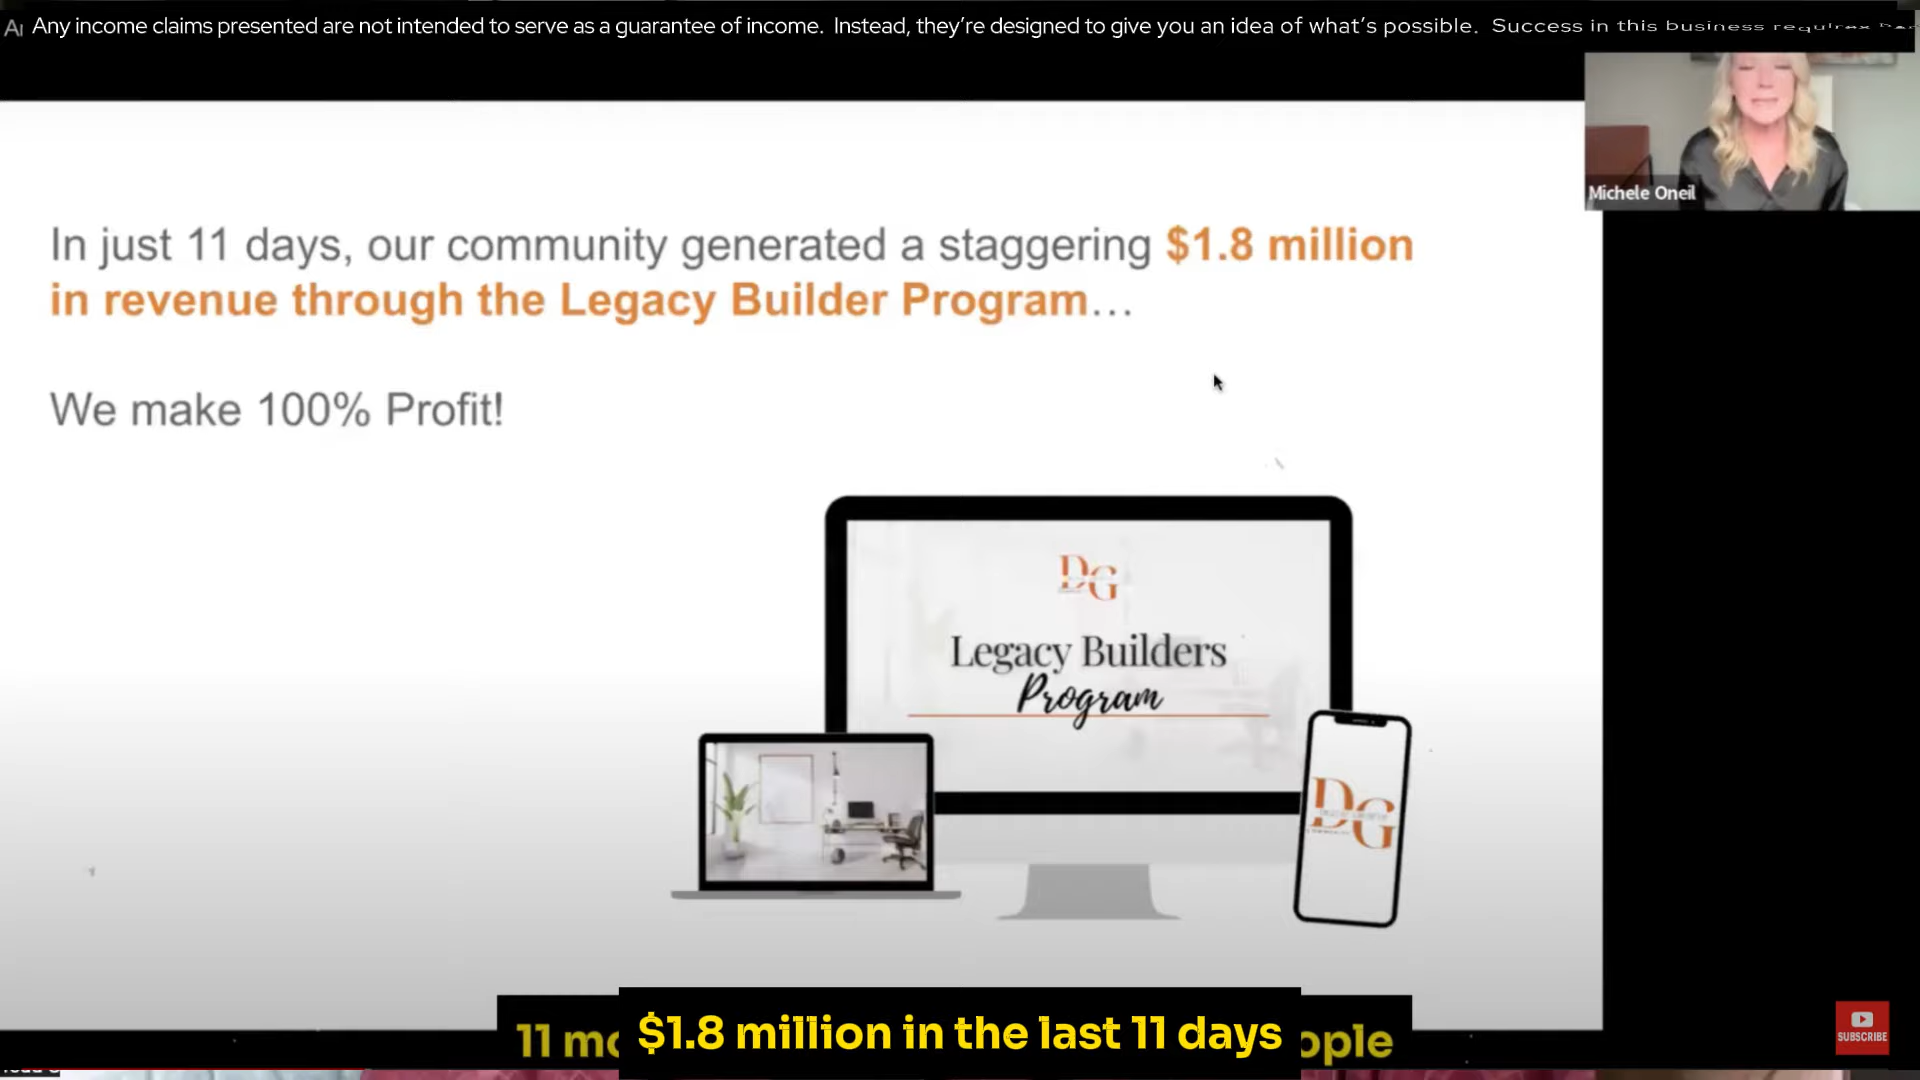 Any income claims presented are not intended to serve as a guarantee of income. Instead, they're designed to give you an idea of what's possible. Success in this business requires
Michele Oneil
In just 11 days, our community generated a staggering $1.8 million
in revenue through the Legacy Builder Program...
We make 100% Profit!
DG
Legacy Builders
Program
DG
11
$1.8 million in the last 11 days
SUBSCRIBE